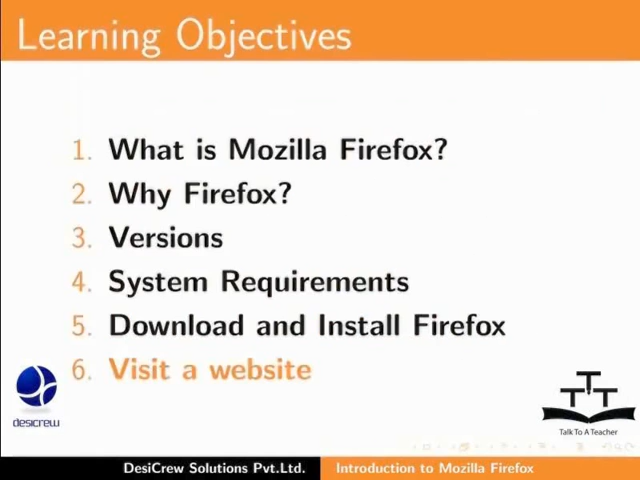 Learning Objectives
1. What is Mozilla Firefox?
2. Why Firefox?
3. Versions
4. System Requirements
5. Download and Install Firefox
6. Visit a website
desicrew
TTT
Talk To A Teacher
DesiCrew Solutions Pvt.Ltd. Introduction to Mozilla Firefox